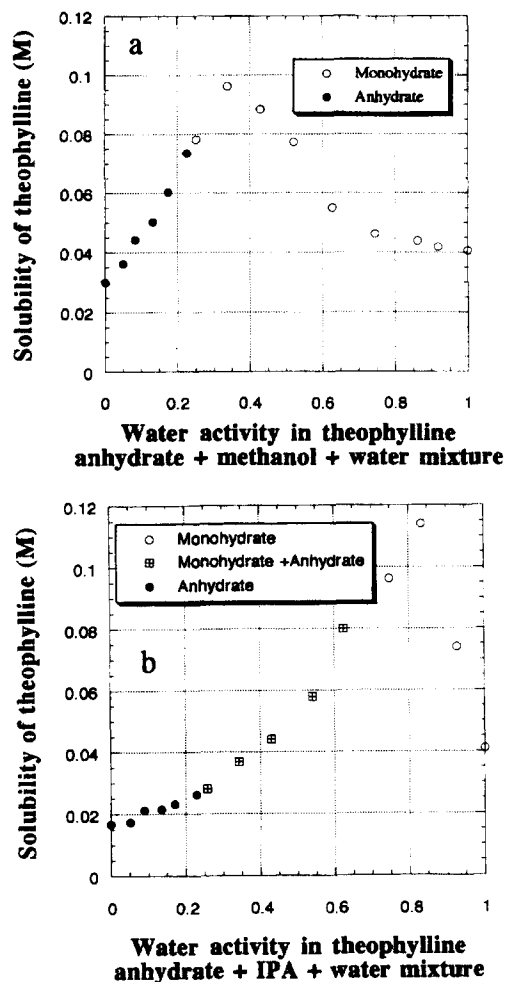 0.12
a
Monohydrate
Anhydrate
0.1
0.08
0.06
0.04
0.02
0
0 0.2 0.4 0.6 0.8 1
Solubility of theophylline (M)
Water activity in theophylline
anhydrate + methanol + water mixture
0.12
Monohydrate
Monohydrate +Anhydrate
Anhydrate
0.1
b
0.08
0.06
0.04
0.02
0
0 0.2 0.4 0.6 0.8 1
Solubility of theophylline (M)
Water activity in theophylline
anhydrate + IPA + water mixture